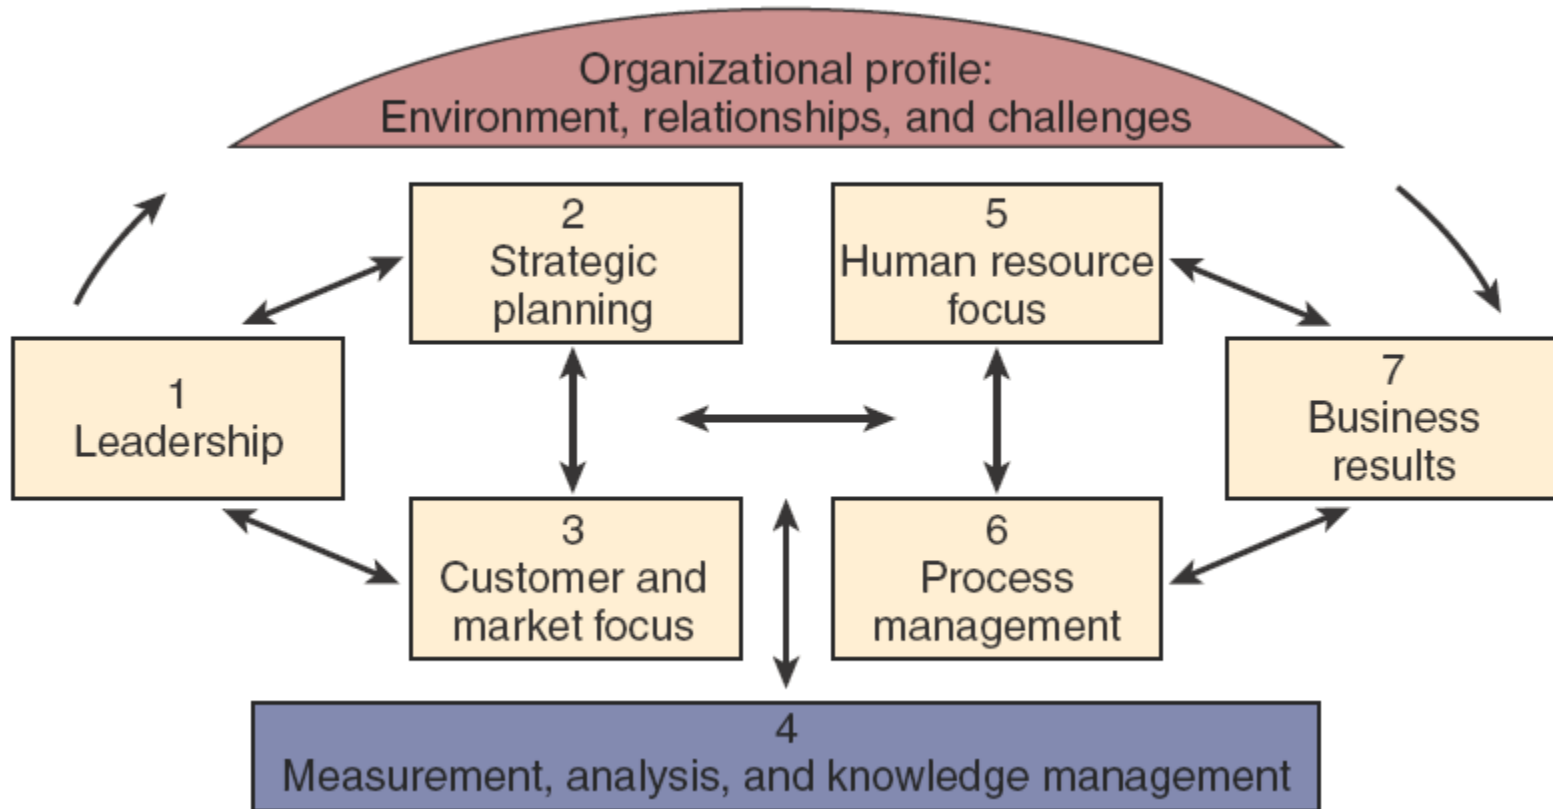 Organizational profile:
Environment, relationships, and challenges
2
Strategic
planning
5
Human resource
focus
1
Leadership
7
Business
results
3
Customer and
market focus
6
Process
management
4
Measurement, analysis, and knowledge management